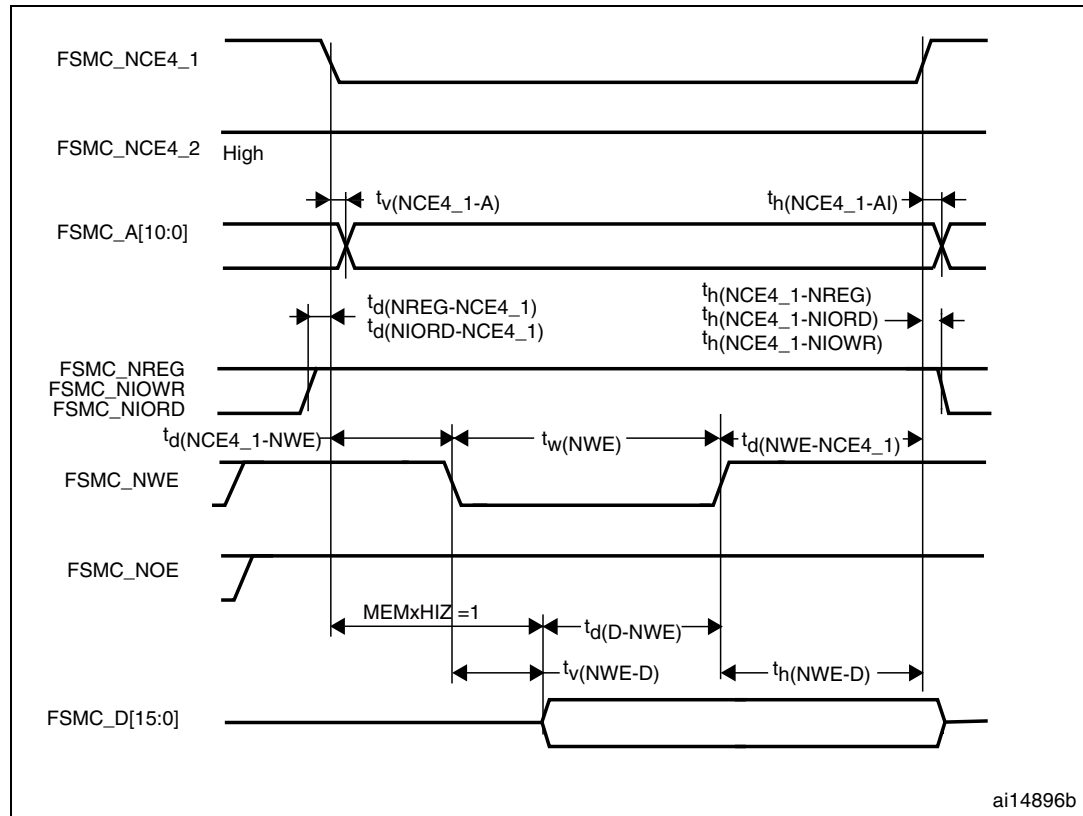 FSMC_NCE4_1
FSMC_NCE4_2 High
tv(NCE4_1-A)
th(NCE4_1-AI)
FSMC_A[10:0]
td(NREG-NCE4_1)
td(NIORD-NCE4_1)
th(NCE4_1-NREG)
th(NCE4_1-NIORD)
th(NCE4_1-NIOWR)
FSMC_NREG
FSMC_NIOWR
FSMC_NIORD
td(NCE4_1-NWE)
tw(NWE)
td(NWE-NCE4_1)
FSMC_NWE
FSMC_NOE
MEMxHIZ =1
td(D-NWE)
tv(NWE-D)
th(NWE-D)
FSMC_D[15:0]
ai14896b